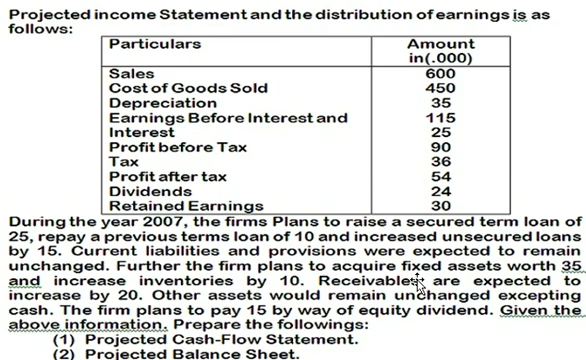 Projected income Statement and the distribution of earnings is as
follows:
Particulars Amount
in(.000)
Sales 600
Cost of Goods Sold 450
Depreciation 35
Earnings Before Interest and 115
Interest 25
Profit before Tax 90
Tax 36
Profit after tax 54
Dividends 24
Retained Earnings 30
During the year 2007, the firms Plans to raise a secured term loan of
25, repay a previous terms loan of 10 and increased unsecured loans
by 15. Current liabilities and provisions were expected to remain
unchanged. Further the firm plans to acquire fixed assets worth 35
and increase inventories by 10. Receivables are expected to
increase by 20. Other assets would remain unchanged excepting
cash. The firm plans to pay 15 by way of equity dividend. Given the
above information. Prepare the followings:
(1) Projected Cash-Flow Statement.
(2) Projected Balance Sheet.